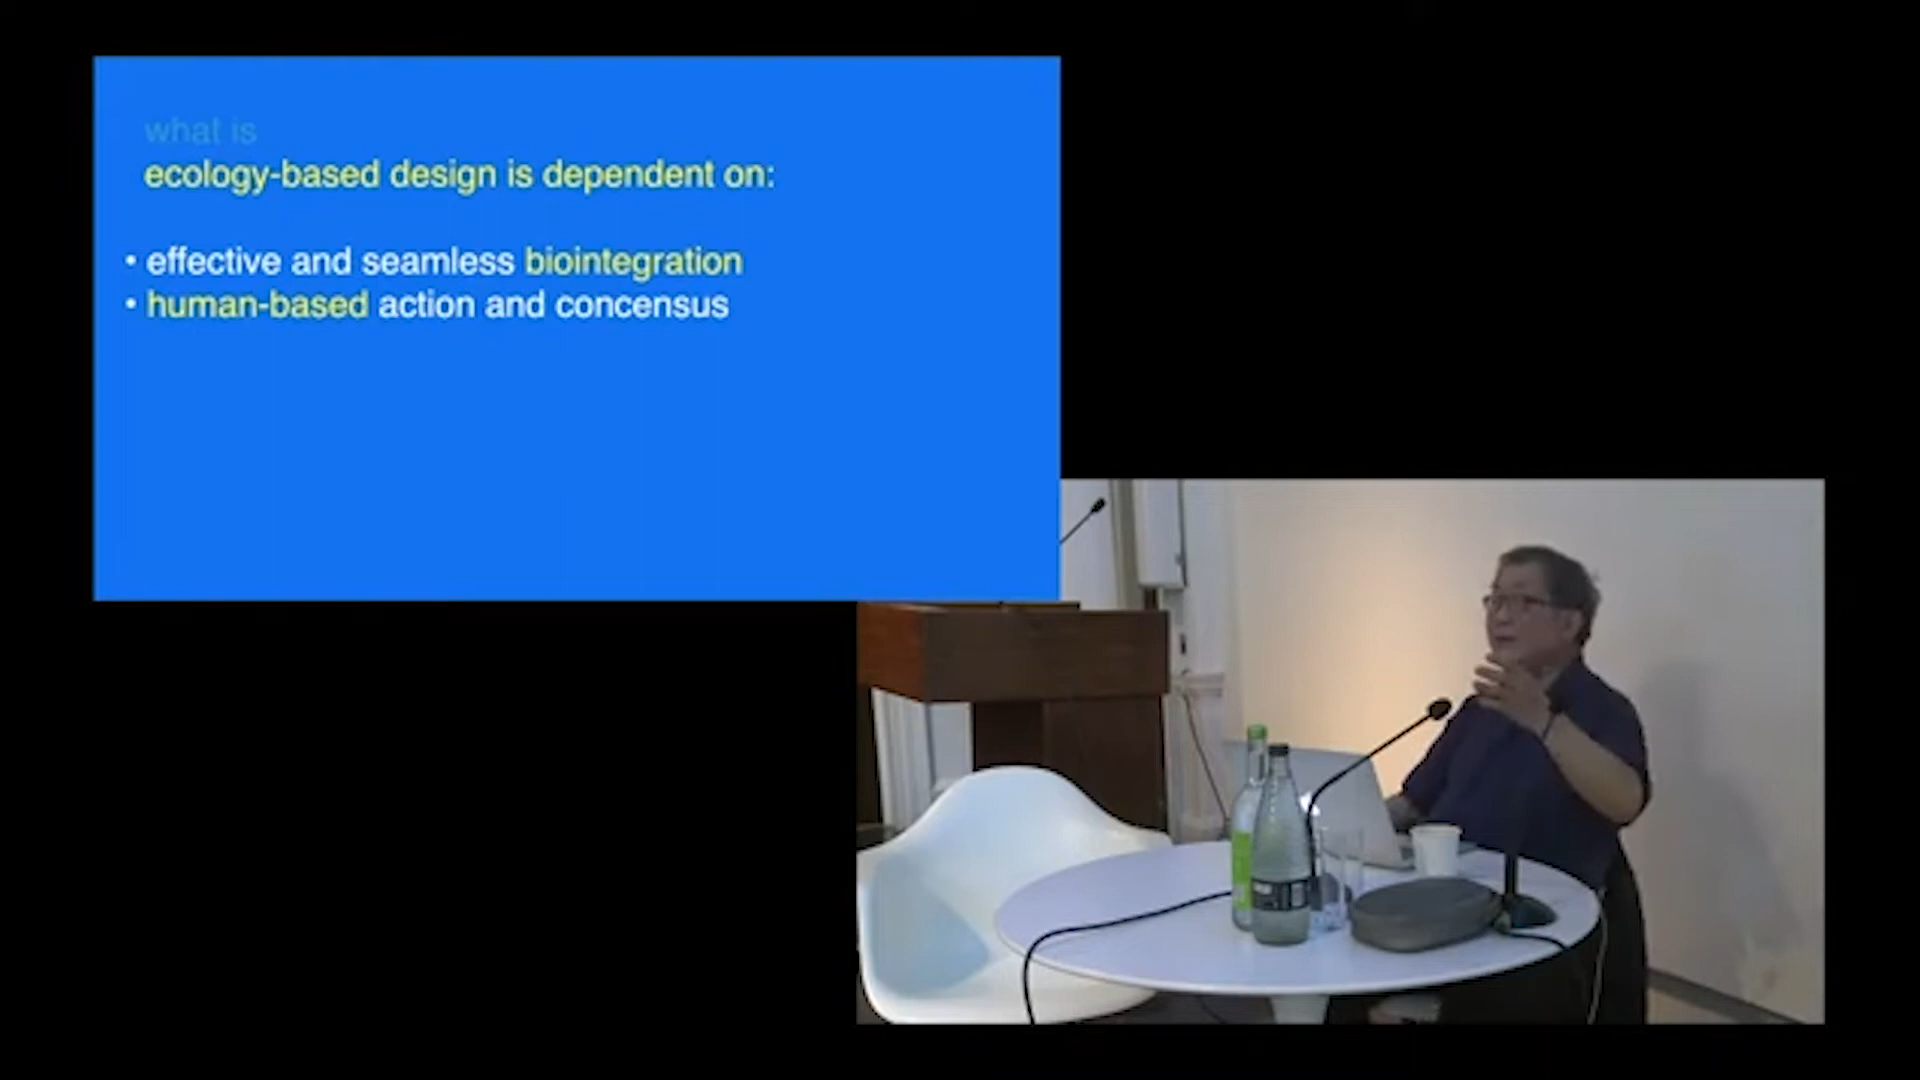 what is
ecology-based design is dependent on:
• effective and seamless biointegration
• human-based action and concensus